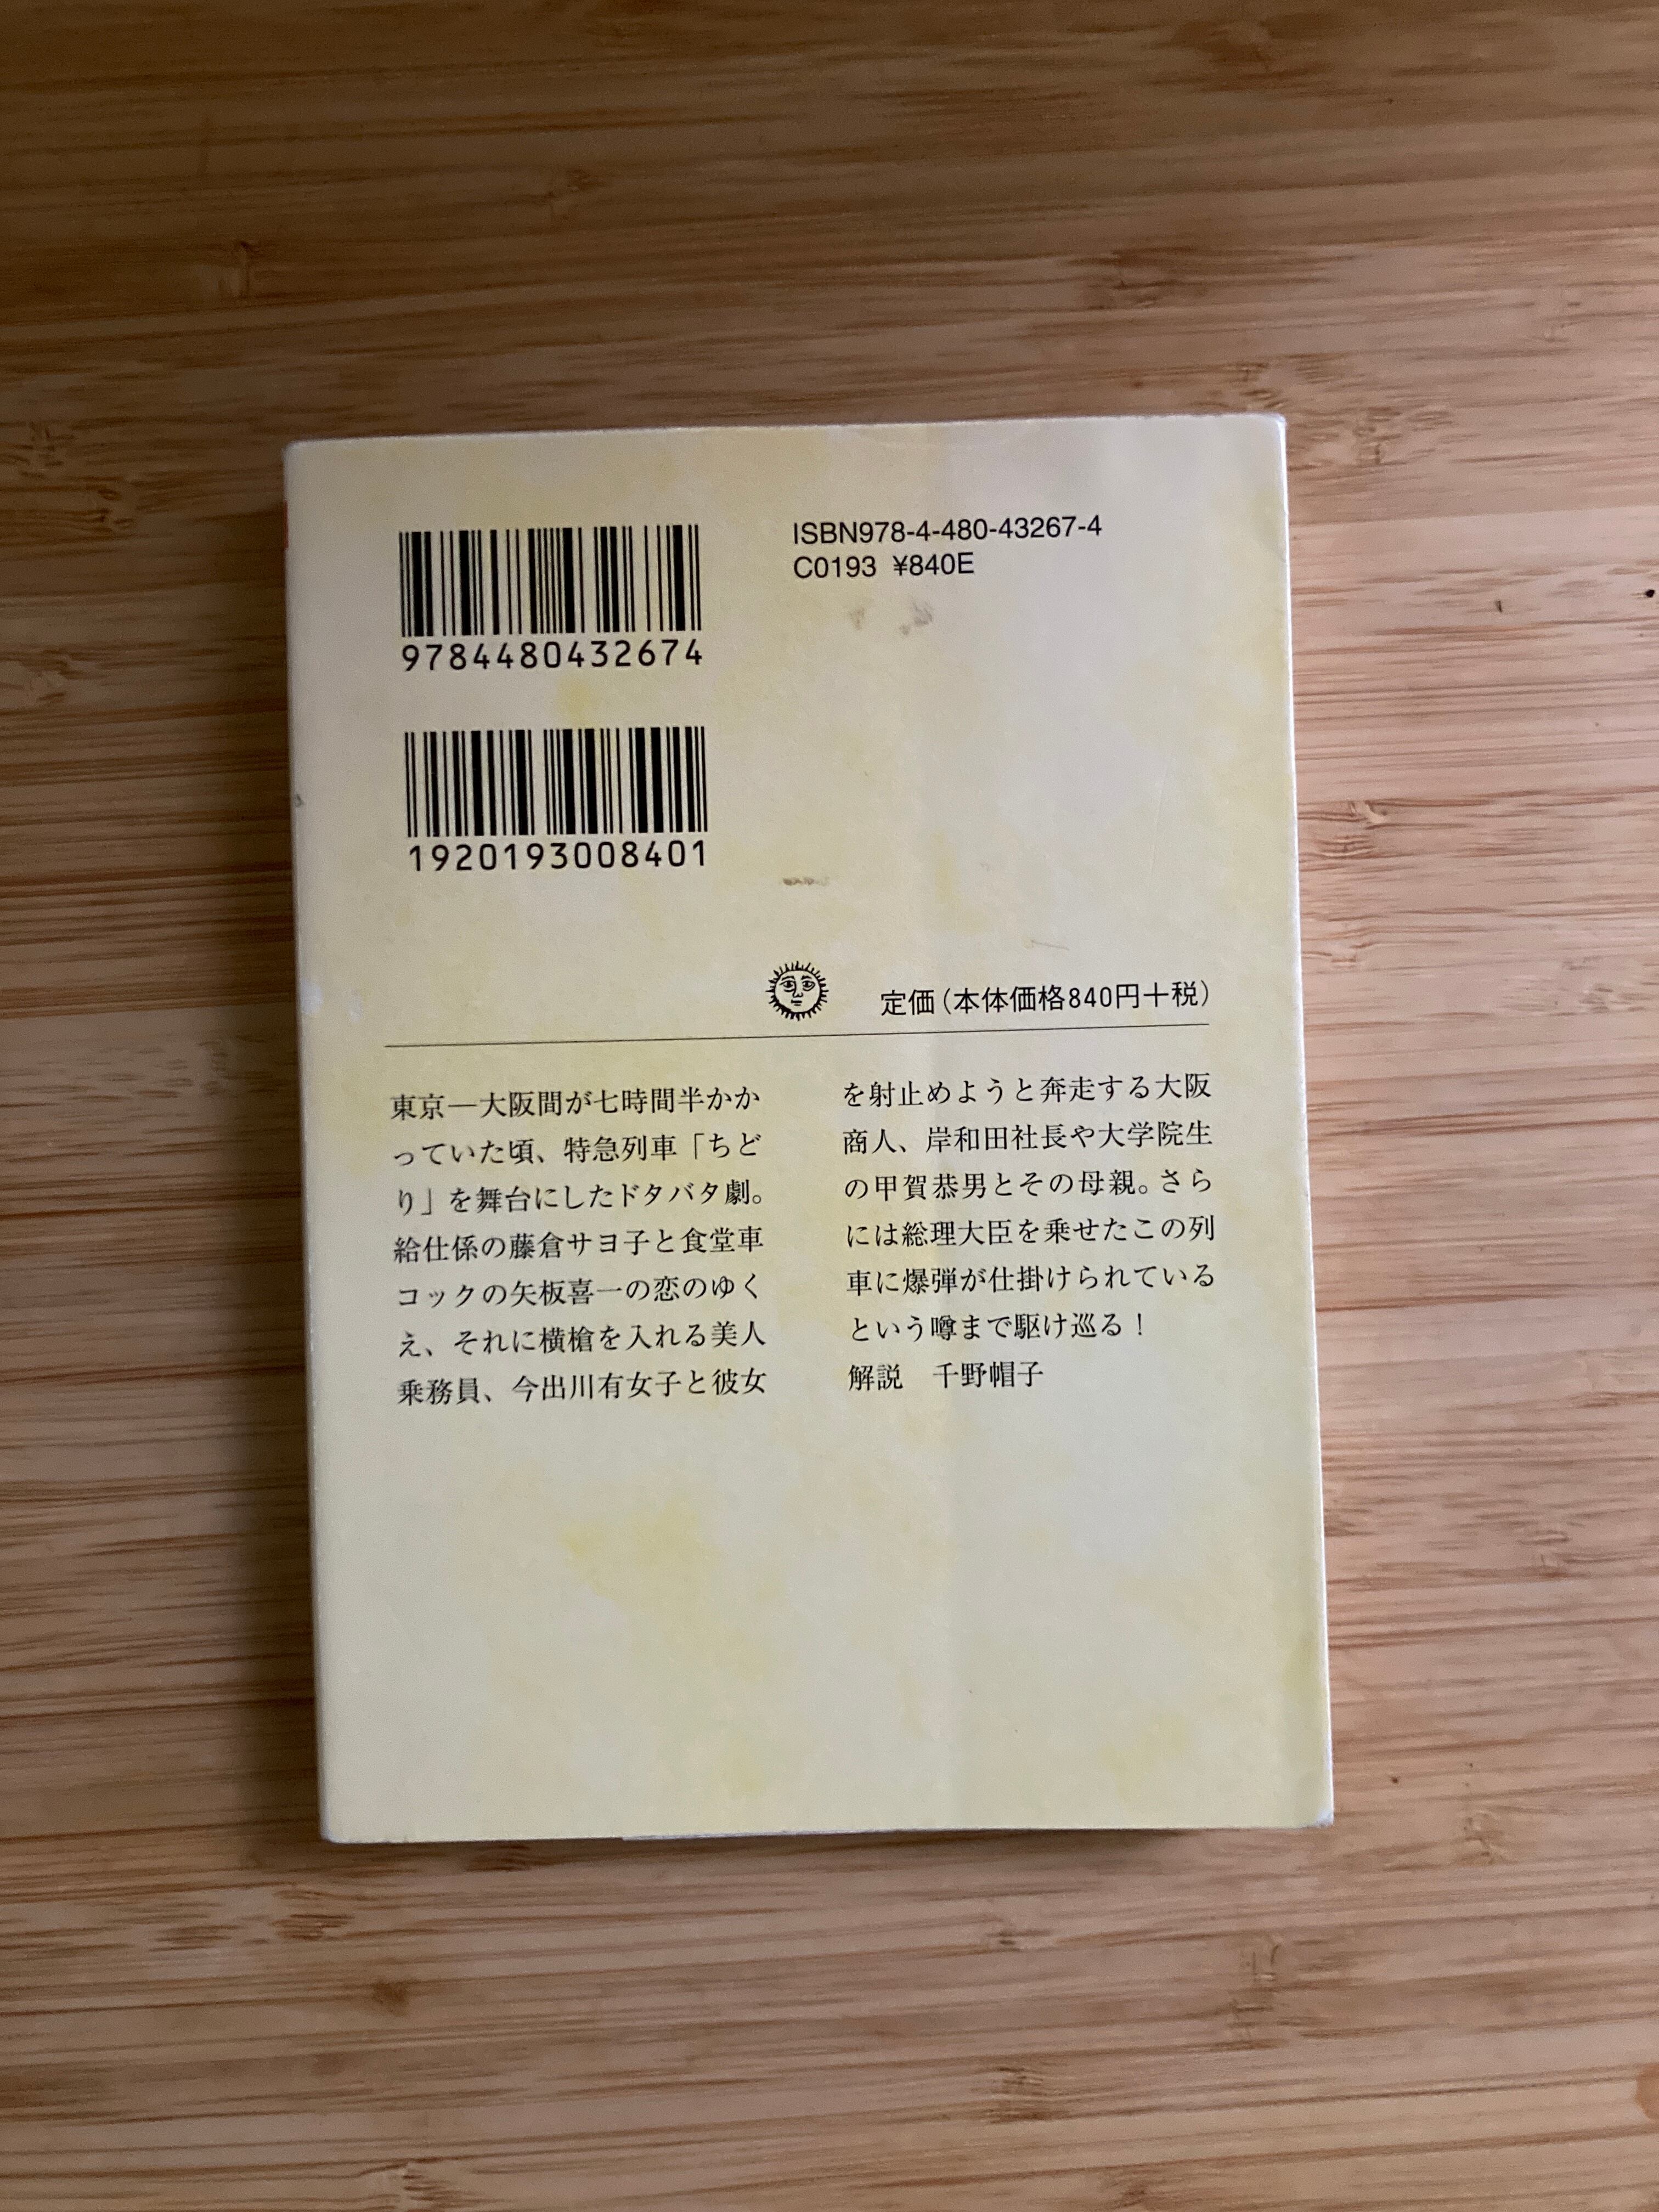 ISBN978-4-480-43267-4
C0193 ¥840E
9784480432674
1920193008401
定価(本体価格840円+税)
東京―大阪間が七時間半かか
っていた頃、特急列車「ちど
り」を舞台にしたドタバタ劇。
給仕係の藤倉サヨ子と食堂車
コックの矢板喜一の恋のゆく
え、それに横槍を入れる美人
乗務員、今出川有女子と彼女
を射止めようと奔走する大阪
商人、岸和田社長や大学院生
の甲賀恭男とその母親。さら
には総理大臣を乗せたこの列
車に爆弾が仕掛けられている
という噂まで駆け巡る!
解説 千野帽子